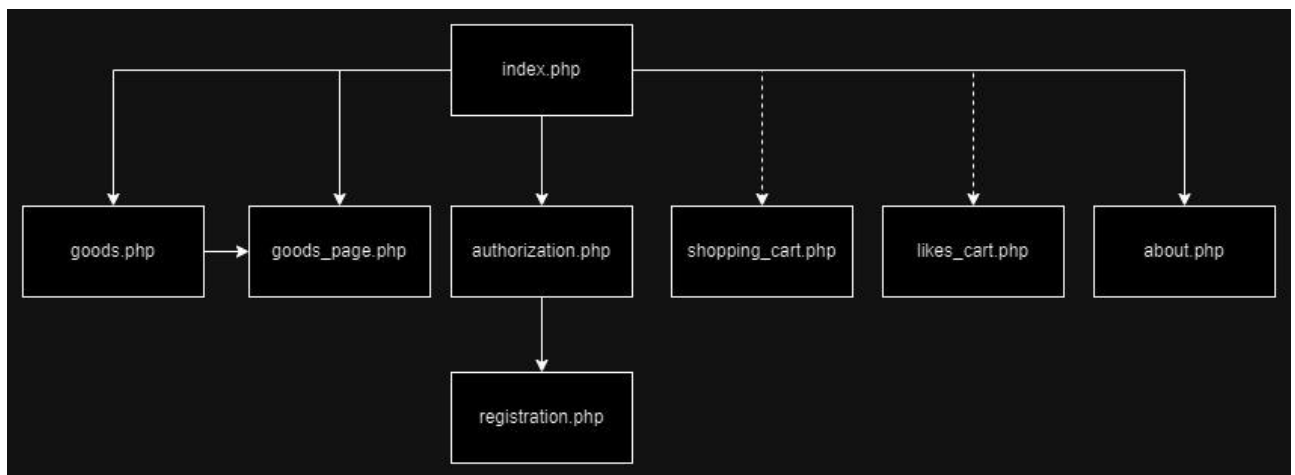 index.php
goods.php
goods_page.php
authorization.php
shopping_cart.php
likes_cart.php
about.php
registration.php